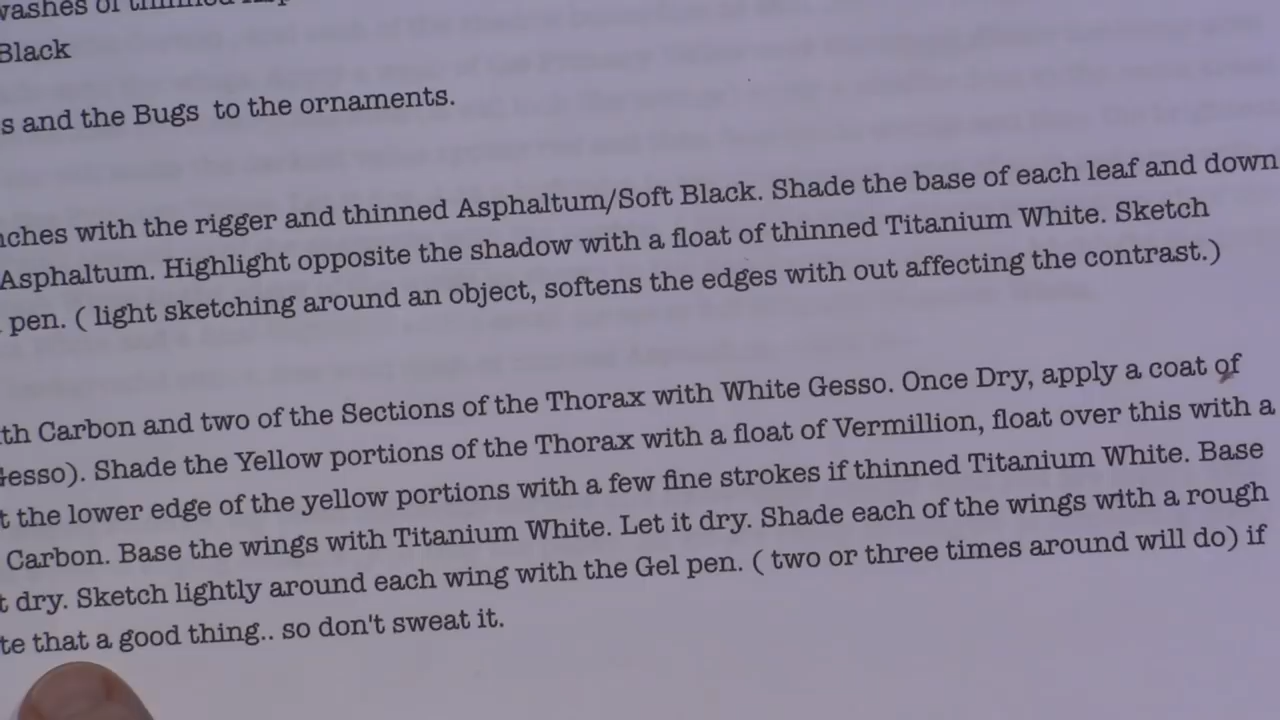 washes of thinned
Black
s and the Bugs to the ornaments.
nches with the rigger and thinned Asphaltum/Soft Black. Shade the base of each leaf and down
Asphaltum. Highlight opposite the shadow with a float of thinned Titanium White. Sketch
pen. ( light sketching around an object, softens the edges with out affecting the contrast.)
th Carbon and two of the Sections of the Thorax with White Gesso. Once Dry, apply a coat of
Gesso). Shade the Yellow portions of the Thorax with a float of Vermillion, float over this with a
t the lower edge of the yellow portions with a few fine strokes if thinned Titanium White. Base
Carbon. Base the wings with Titanium White. Let it dry. Shade each of the wings with a rough
t dry. Sketch lightly around each wing with the Gel pen. ( two or three times around will do) if
te that a good thing.. so don't sweat it.